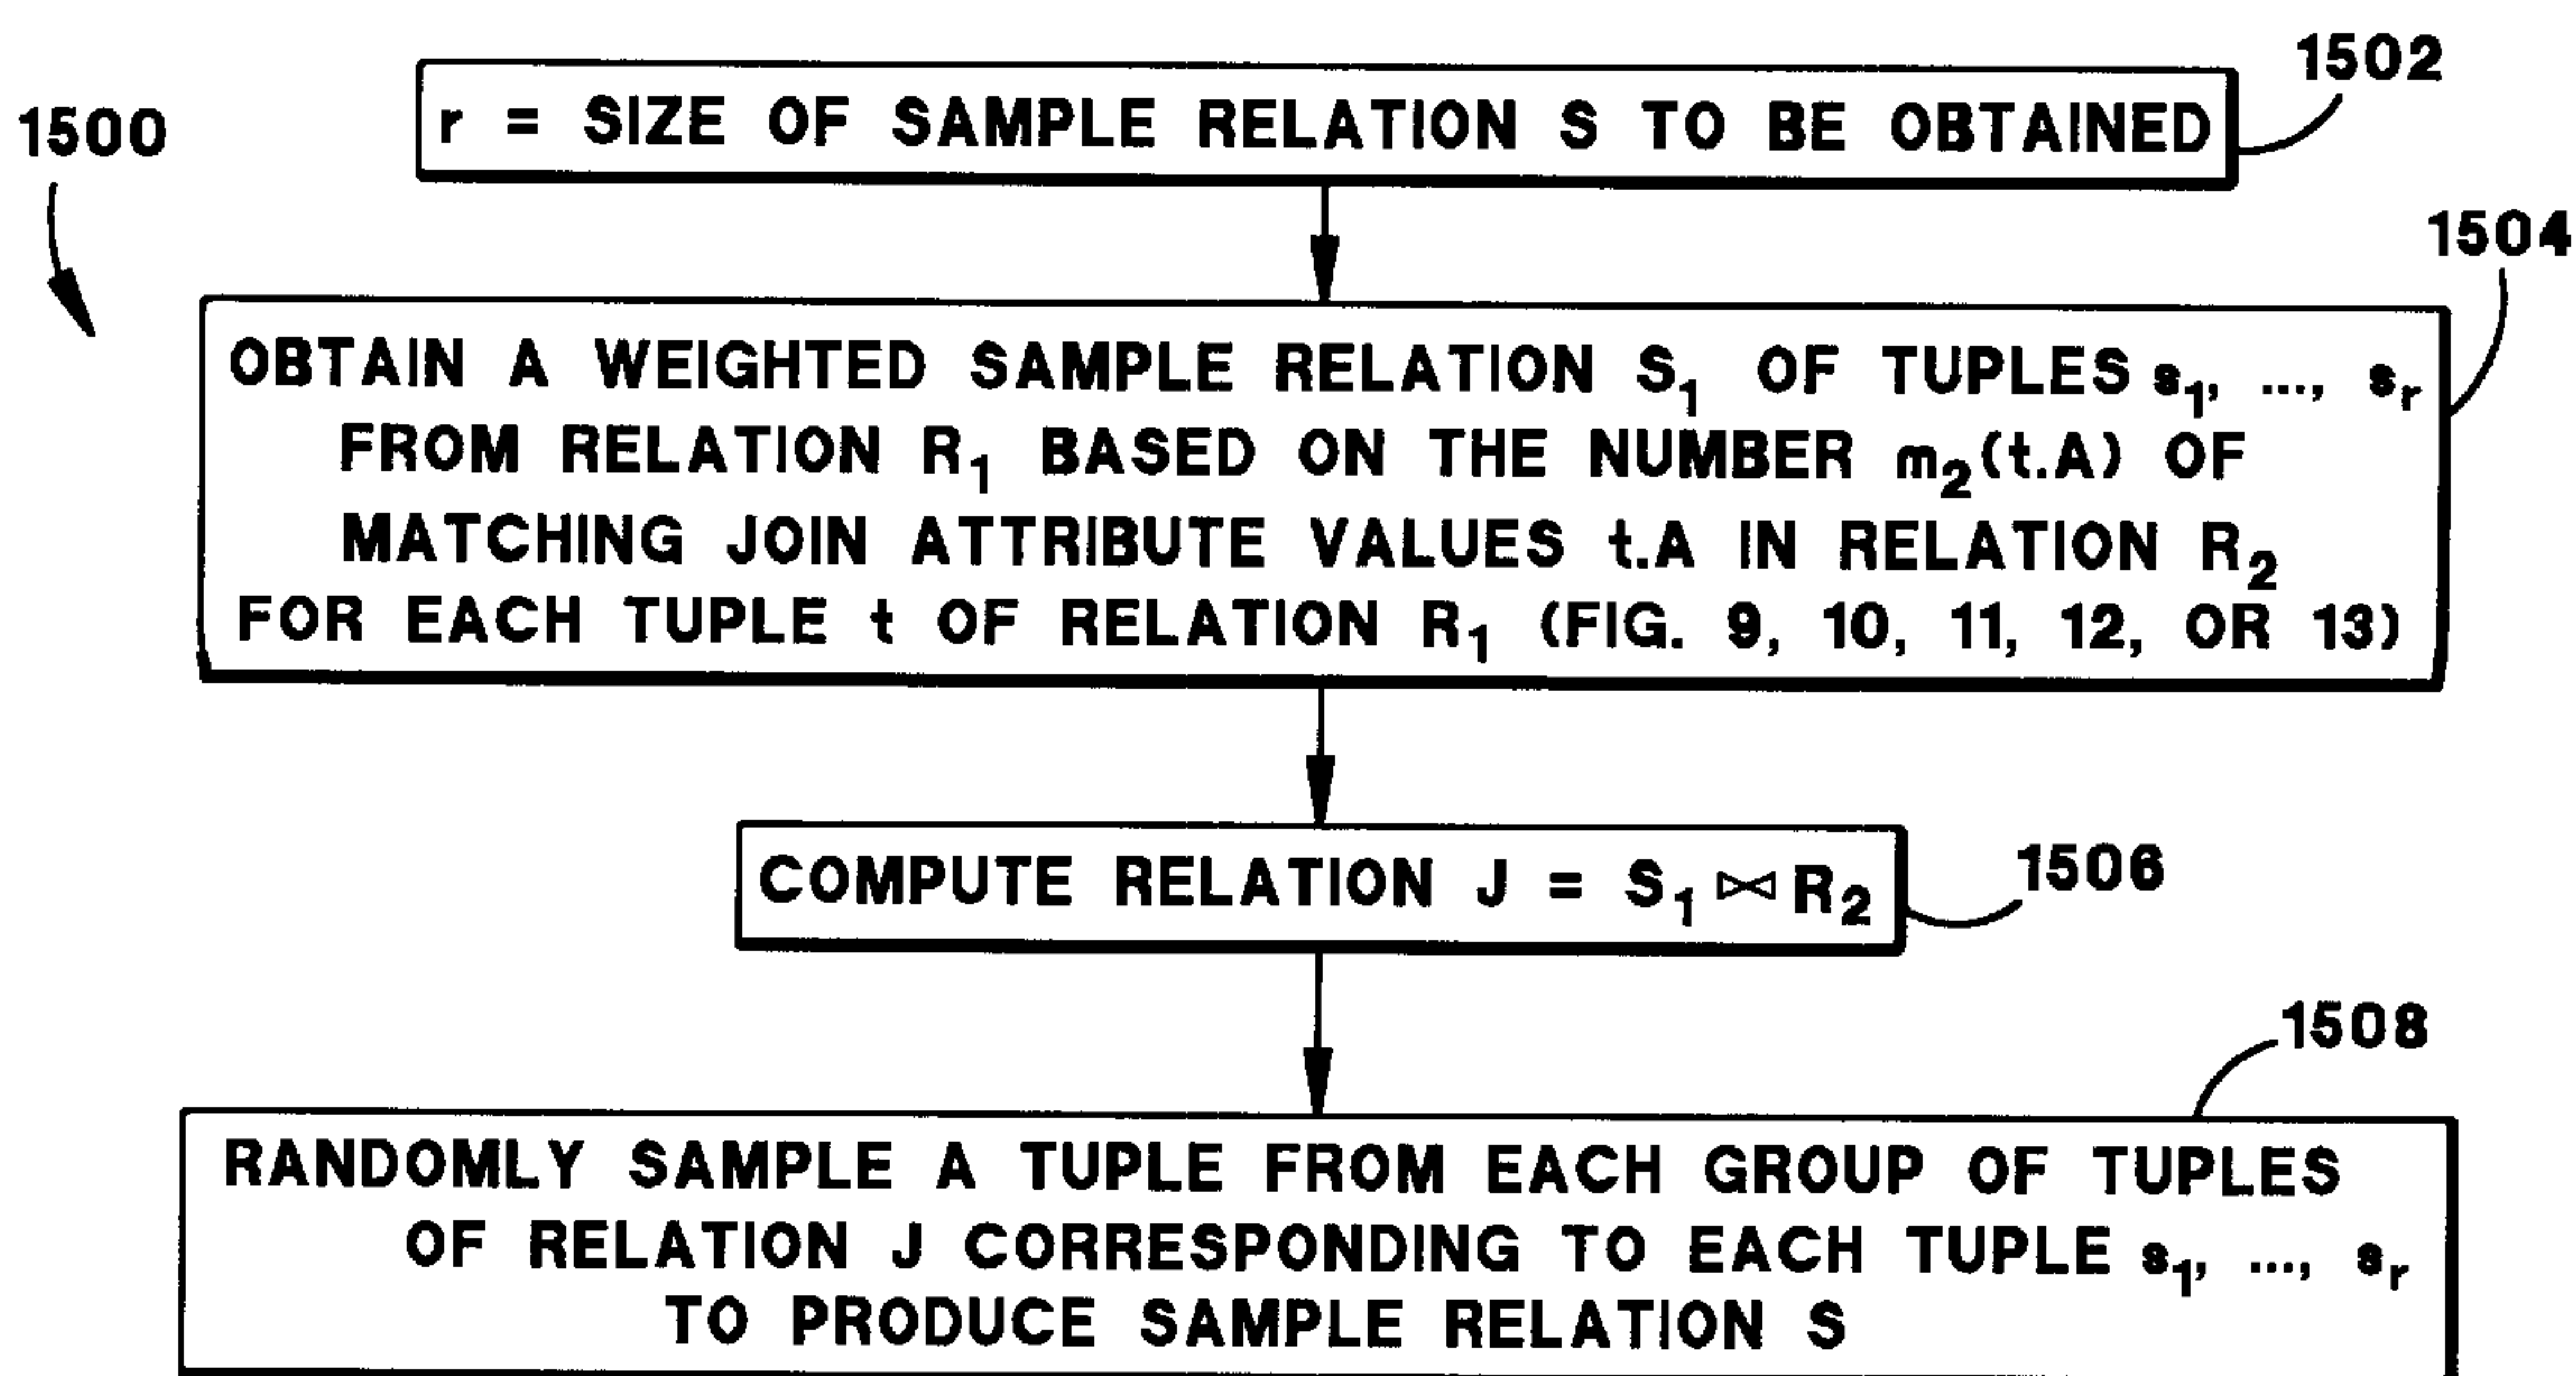 1502
r = SIZE OF SAMPLE RELATION S TO BE OBTAINED
1500
1504
OBTAIN A WEIGHTED SAMPLE RELATION S₁ OF TUPLES s₁, ..., sᵣ
FROM RELATION R₁ BASED ON THE NUMBER m₂(t.A) OF
MATCHING JOIN ATTRIBUTE VALUES t.A IN RELATION R₂
FOR EACH TUPLE t OF RELATION R₁ (FIG. 9, 10, 11, 12, OR 13)
COMPUTE RELATION J = S₁ ⋈ R₂
1506
1508
RANDOMLY SAMPLE A TUPLE FROM EACH GROUP OF TUPLES
OF RELATION J CORRESPONDING TO EACH TUPLE s₁, ..., sᵣ
TO PRODUCE SAMPLE RELATION S